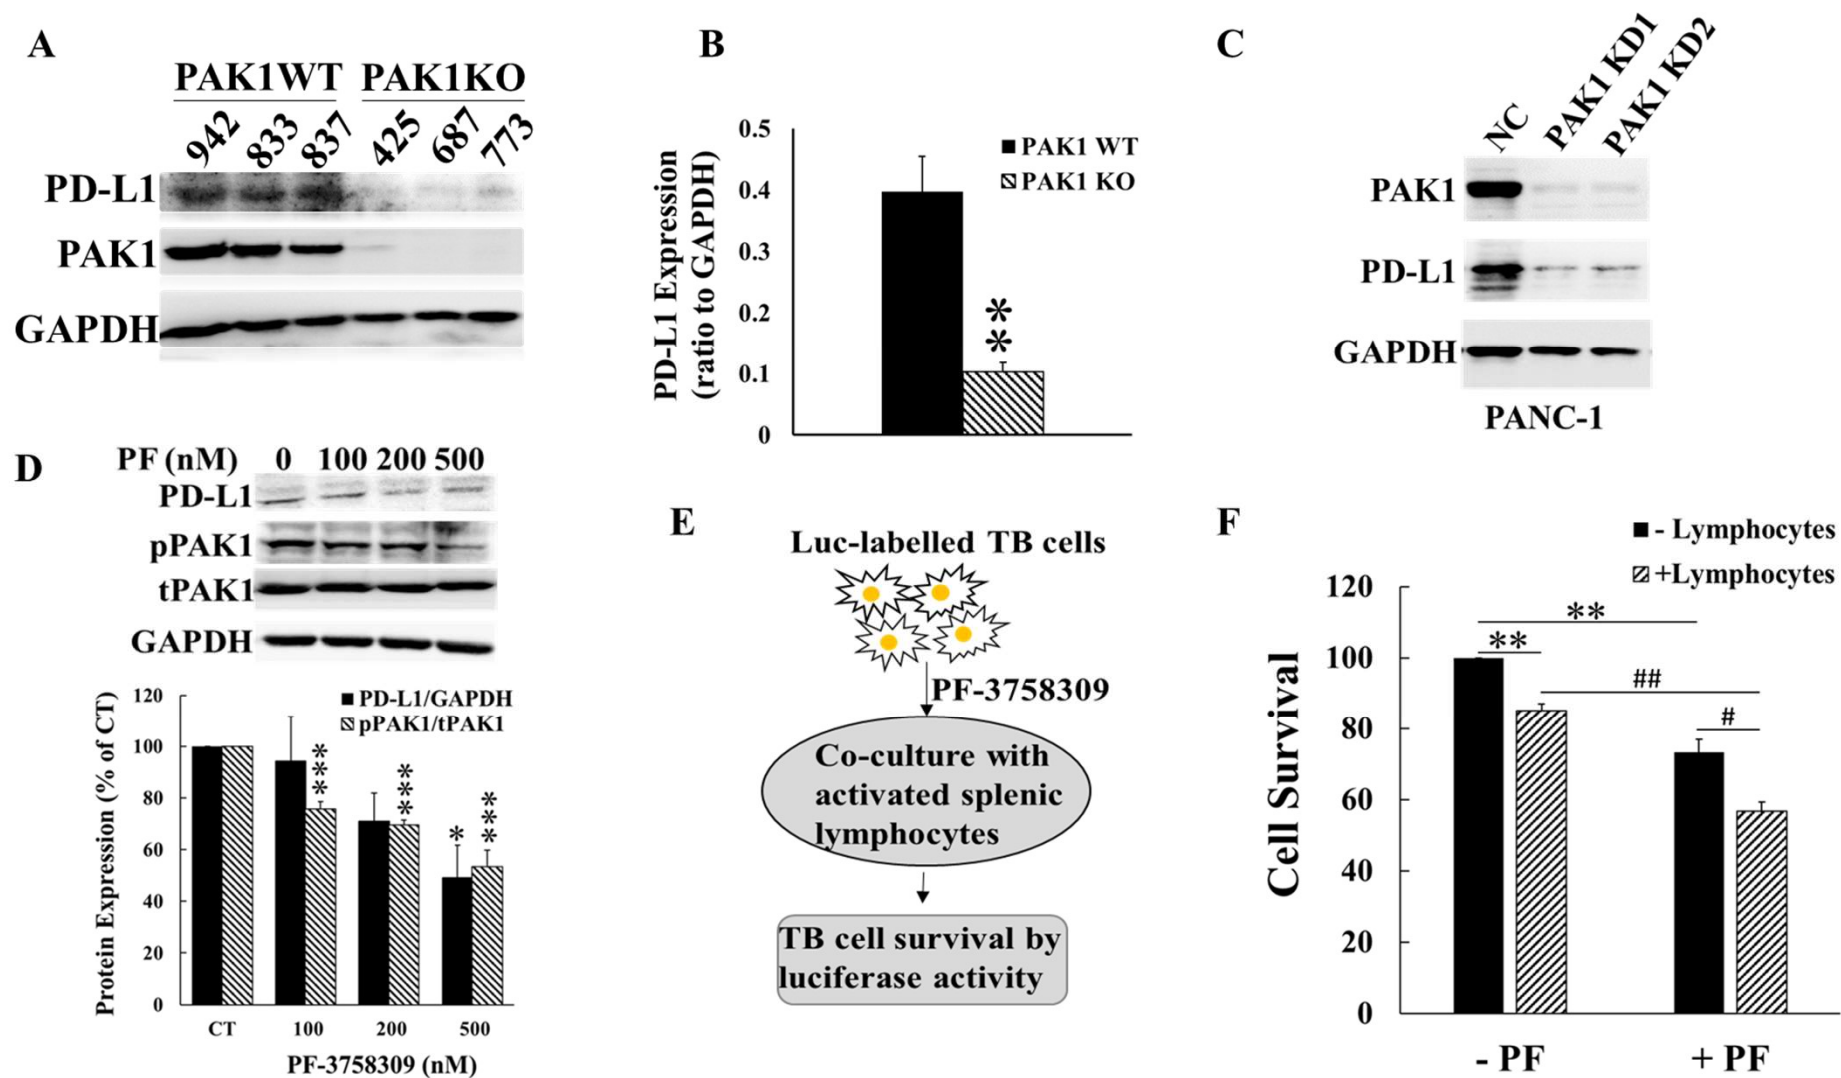 A
PAK1WT PAK1KO
942 833 837 425 687 773
PD-L1
PAK1
GAPDH
B
PD-L1 Expression
(ratio to GAPDH)
0.5
0.4
0.3
0.2
0.1
0
PAK1 WT
PAK1 KO
**
C
NC PAK1 KD1 PAK1 KD2
PAK1
PD-L1
GAPDH
PANC-1
D
PF (nM) 0 100 200 500
PD-L1
pPAK1
tPAK1
GAPDH
Protein Expression (% of CT)
120
100
80
60
40
20
0
PD-L1/GAPDH
pPAK1/tPAK1
***
***
*
***
CT 100 200 500
PF-3758309 (nM)
E
Luc-labelled TB cells
PF-3758309
Co-culture with
activated splenic
lymphocytes
TB cell survival by
luciferase activity
F
- Lymphocytes
+Lymphocytes
Cell Survival
120
100
80
60
40
20
0
**
**
##
#
- PF + PF